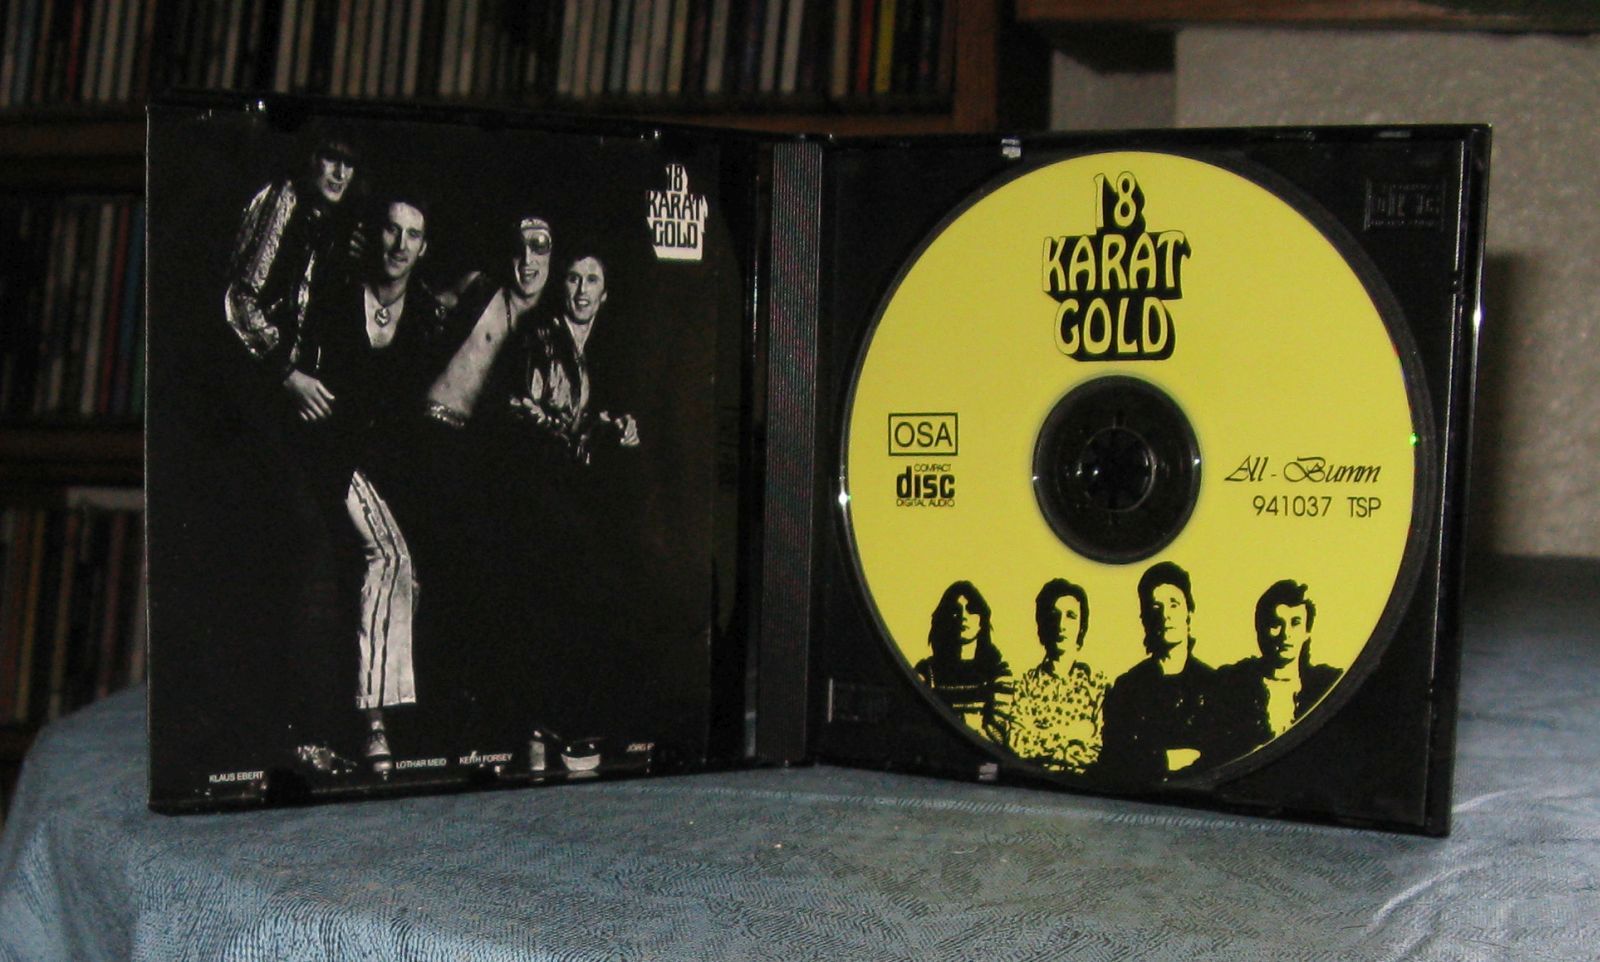 18
KARAT
GOLD
KLAUS EBERT
LOTHAR MEID
KEITH FORSEY
JÖRG
18
KARAT
GOLD
OSA
COMPACT
disc
DIGITAL AUDIO
All - Bumm
941037 TSP